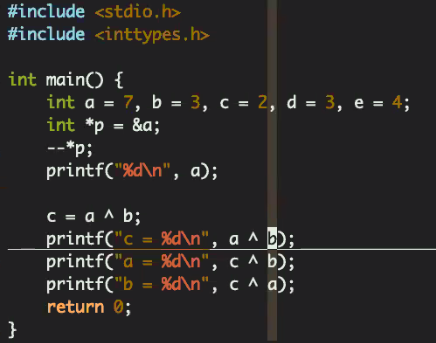 #include <stdio.h>
#include <inttypes.h>
int main() {
int a = 7, b = 3, c = 2, d = 3, e = 4;
int *p = &a;
--*p;
printf("%d\n", a);
c = a ^ b;
printf("c = %d\n", a ^ b);
printf("a = %d\n", c ^ b);
printf("b = %d\n", c ^ a);
return 0;
}